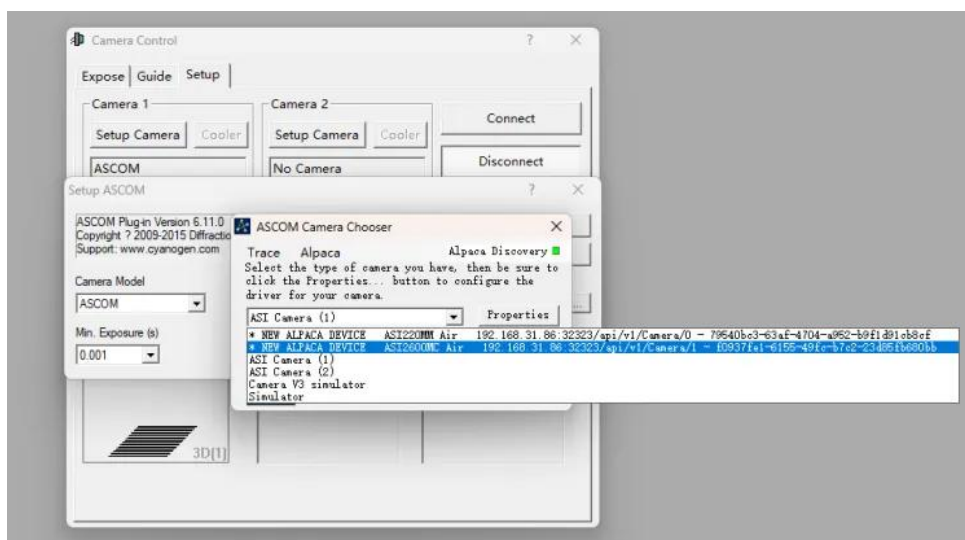 Camera Control ? ×
Expose Guide Setup
Camera 1 Camera 2
Connect
Setup Camera Cooler Setup Camera Cooler
ASCOM No Camera Disconnect
Setup ASCOM ? ×
ASCOM Plug-in Version 6.11.0
Copyright ? 2009-2015 Diffractio
Support: www.cyanogen.com
Camera Model
ASCOM
Min. Exposure (s)
0.001
ASCOM Camera Chooser ×
Trace Alpaca Alpaca Discovery
Select the type of camera you have, then be sure to
click the Properties... button to configure the
driver for your camera.
ASI Camera (1) Properties
* NEW ALPACA DEVICE ASI220MM Air 192.168.31.86:32323/api/v1/Camera/0 - 79540bc3-63af-4704-a952-b9f1d91cb8cf
* NEW ALPACA DEVICE ASI2600MC Air 192.168.31.86:32323/api/v1/Camera/1 -
ASI Camera (1)
ASI Camera (2)
Camera V3 simulator
Simulator
...
3D[1]